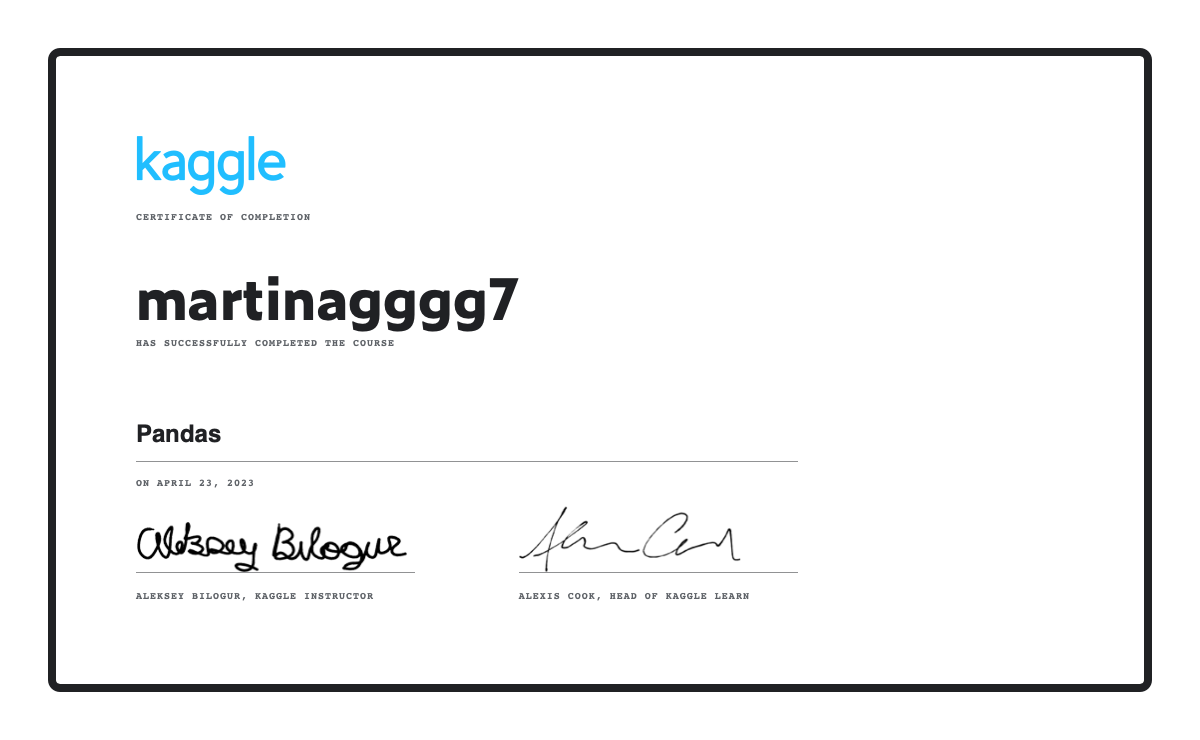 kaggle
CERTIFICATE OF COMPLETION
martinagggg7
HAS SUCCESSFULLY COMPLETED THE COURSE
Pandas
ON APRIL 23, 2023
Aleksey Bilogur
ALEKSEY BILOGUR, KAGGLE INSTRUCTOR
Alexis Cook
ALEXIS COOK, HEAD OF KAGGLE LEARN